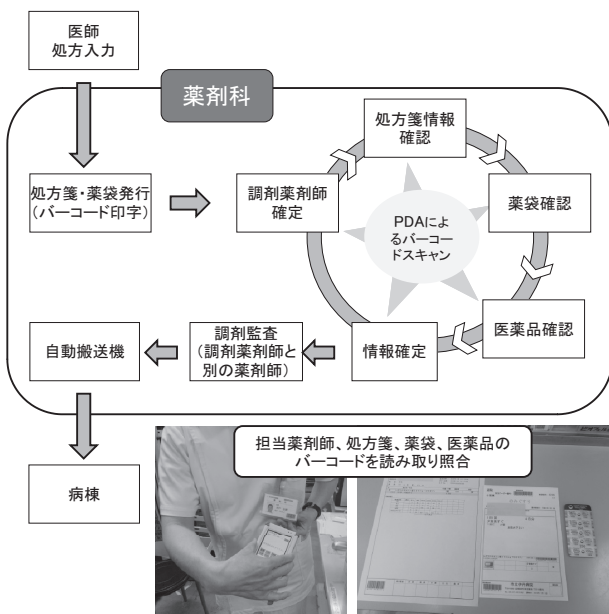 医師
処方入力
薬剤科
処方箋・薬袋発行
(バーコード印字)
調剤薬剤師
確定
処方箋情報
確認
薬袋確認
医薬品確認
情報確定
PDAによ
るバーコー
ドスキャン
調剤監査
(調剤薬剤師と
別の薬剤師)
自動搬送機
病棟
担当薬剤師、処方箋、薬袋、医薬品の
バーコードを読み取り照合